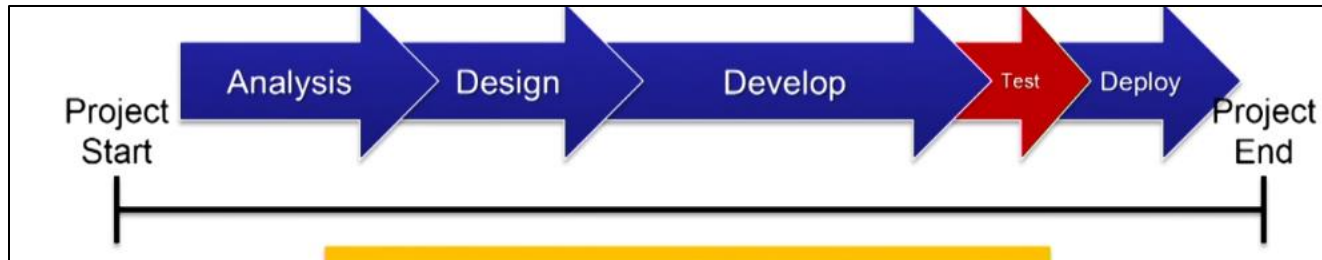 Analysis
Design
Develop
Test
Deploy
Project
Start
Project
End